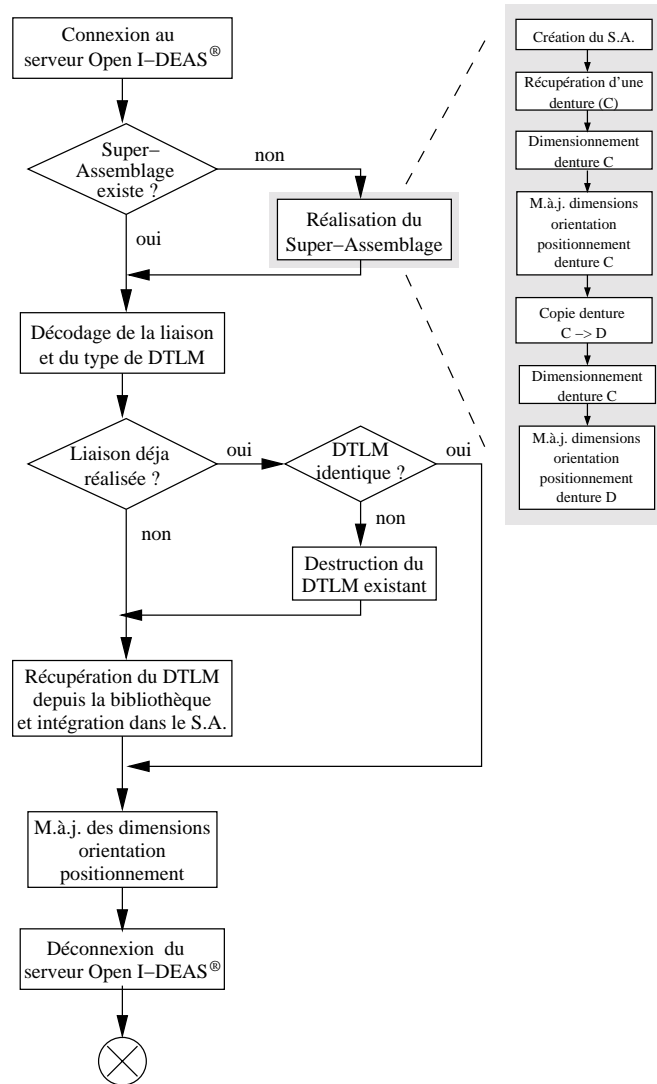 Connexion au
serveur Open I–DEAS®
Super–
Assemblage
existe ?
non
oui
Réalisation du
Super–Assemblage
Décodage de la liaison
et du type de DTLM
Liaison déja
réalisée ?
oui
DTLM
identique ?
oui
non
non
Destruction du
DTLM existant
Récupération du DTLM
depuis la bibliothèque
et intégration dans le S.A.
M.à.j. des dimensions
orientation
positionnement
Déconnexion du
serveur Open I–DEAS®
Création du S.A.
Récupération d'une
denture (C)
Dimensionnement
denture C
M.à.j. dimensions
orientation
positionnement
denture C
Copie denture
C –> D
Dimensionnement
denture C
M.à.j. dimensions
orientation
positionnement
denture D